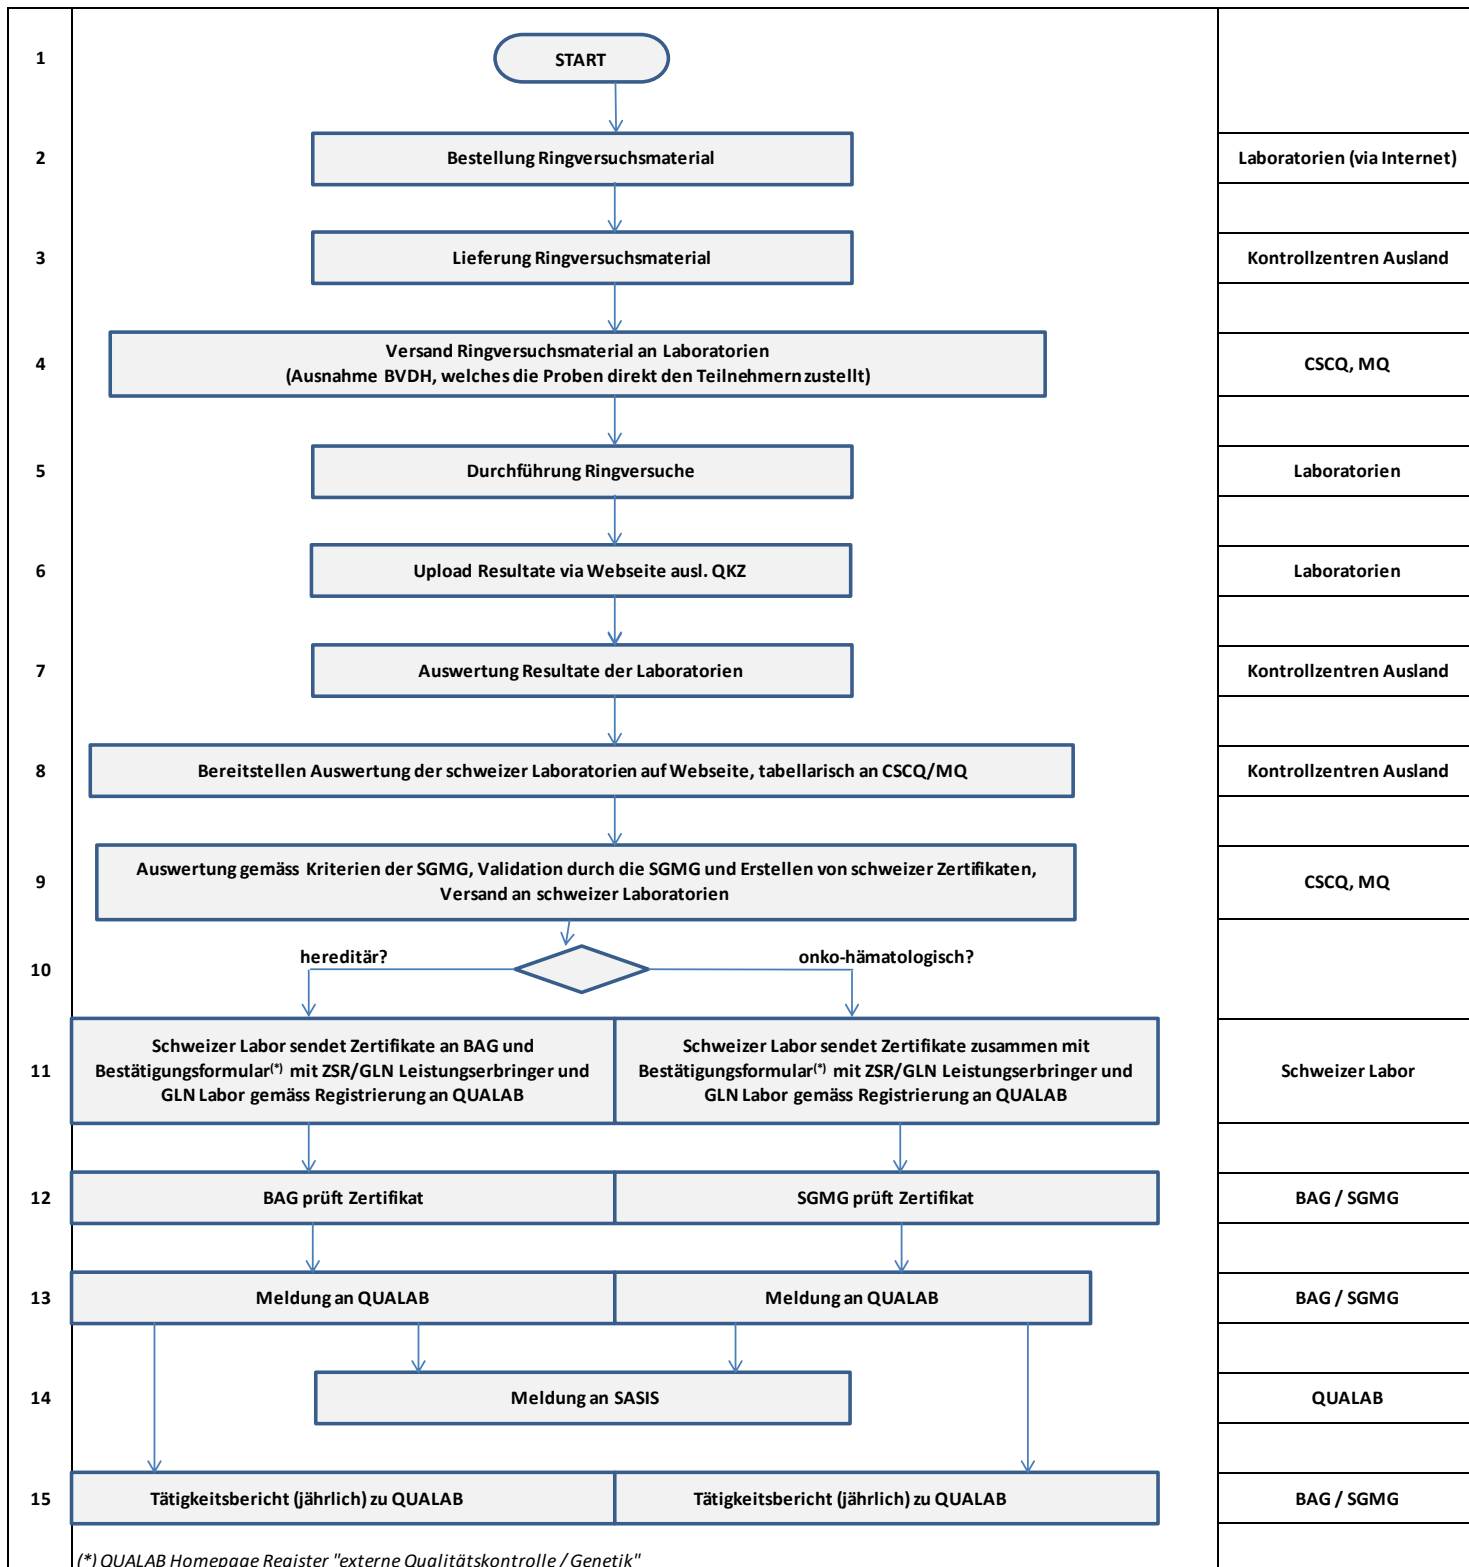 1
START
2
Bestellung Ringversuchsmaterial
Laboratorien (via Internet)
3
Lieferung Ringversuchsmaterial
Kontrollzentren Ausland
4
Versand Ringversuchsmaterial an Laboratorien
(Ausnahme BVDH, welches die Proben direkt den Teilnehmern zustellt)
CSCQ, MQ
5
Durchführung Ringversuche
Laboratorien
6
Upload Resultate via Webseite ausl. QKZ
Laboratorien
7
Auswertung Resultate der Laboratorien
Kontrollzentren Ausland
8
Bereitstellen Auswertung der schweizer Laboratorien auf Webseite, tabellarisch an CSCQ/MQ
Kontrollzentren Ausland
9
Auswertung gemäss Kriterien der SGMG, Validation durch die SGMG und Erstellen von schweizer Zertifikaten,
Versand an schweizer Laboratorien
CSCQ, MQ
10
hereditär?
onko-hämatologisch?
11
Schweizer Labor sendet Zertifikate an BAG und
Bestätigungsformular(*) mit ZSR/GLN Leistungserbringer und
GLN Labor gemäss Registrierung an QUALAB
Schweizer Labor sendet Zertifikate zusammen mit
Bestätigungsformular(*) mit ZSR/GLN Leistungserbringer und
GLN Labor gemäss Registrierung an QUALAB
Schweizer Labor
12
BAG prüft Zertifikat
SGMG prüft Zertifikat
BAG / SGMG
13
Meldung an QUALAB
Meldung an QUALAB
BAG / SGMG
14
Meldung an SASIS
QUALAB
15
Tätigkeitsbericht (jährlich) zu QUALAB
Tätigkeitsbericht (jährlich) zu QUALAB
BAG / SGMG
(*) QUALAB Homepage Register "externe Qualitätskontrolle / Genetik"